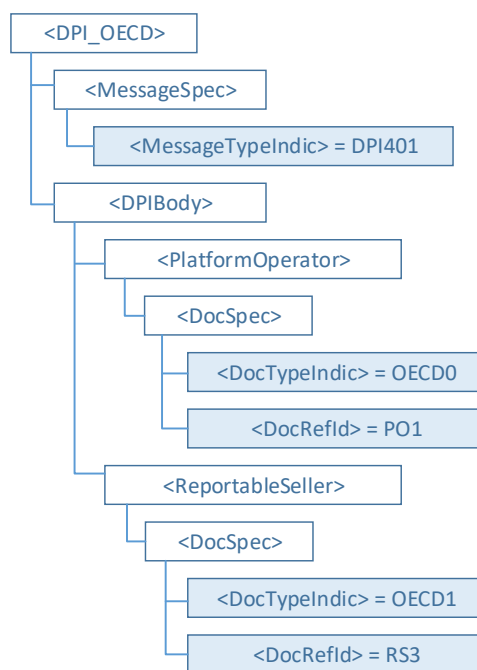 <DPI_OECD>
<MessageSpec>
<MessageTypeIndic> = DPI401
<DPIBody>
<PlatformOperator>
<DocSpec>
<DocTypeIndic> = OECD0
<DocRefId> = PO1
<ReportableSeller>
<DocSpec>
<DocTypeIndic> = OECD1
<DocRefId> = RS3